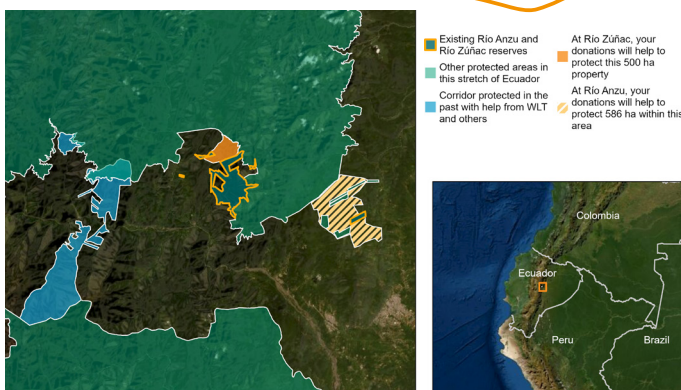 Existing Río Anzu and
Río Zúñac reserves
Other protected areas in
this stretch of Ecuador
Corridor protected in the
past with help from WLT
and others
At Río Zúñac, your
donations will help to
protect this 500 ha
property
At Río Anzu, your
donations will help to
protect 586 ha within this
area
Colombia
Ecuador
Peru
Brazil